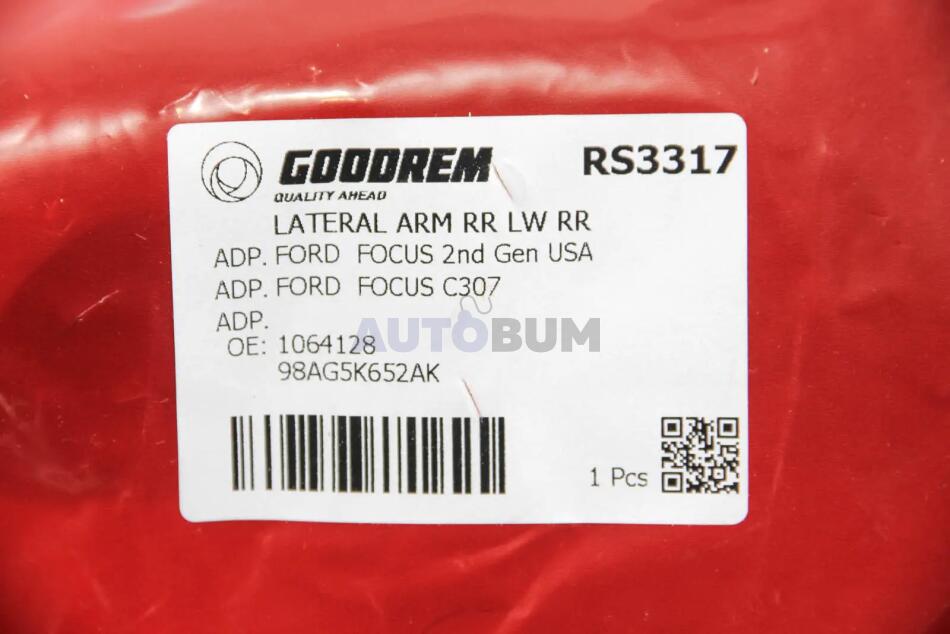 GOODREM
QUALITY AHEAD
RS3317
LATERAL ARM RR LW RR
ADP. FORD FOCUS 2nd Gen USA
ADP. FORD FOCUS C307
ADP.
AUTOBUM
OE: 1064128
98AG5K652AK
1 Pcs